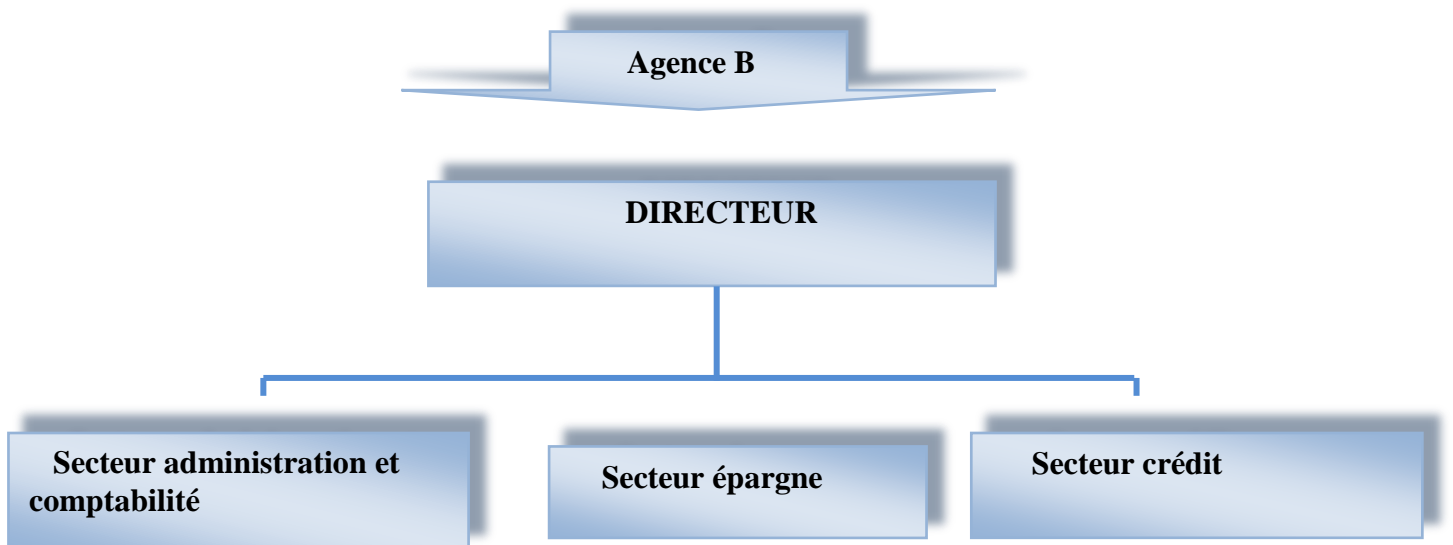 Agence B
DIRECTEUR
Secteur administration et
comptabilité
Secteur épargne
Secteur crédit